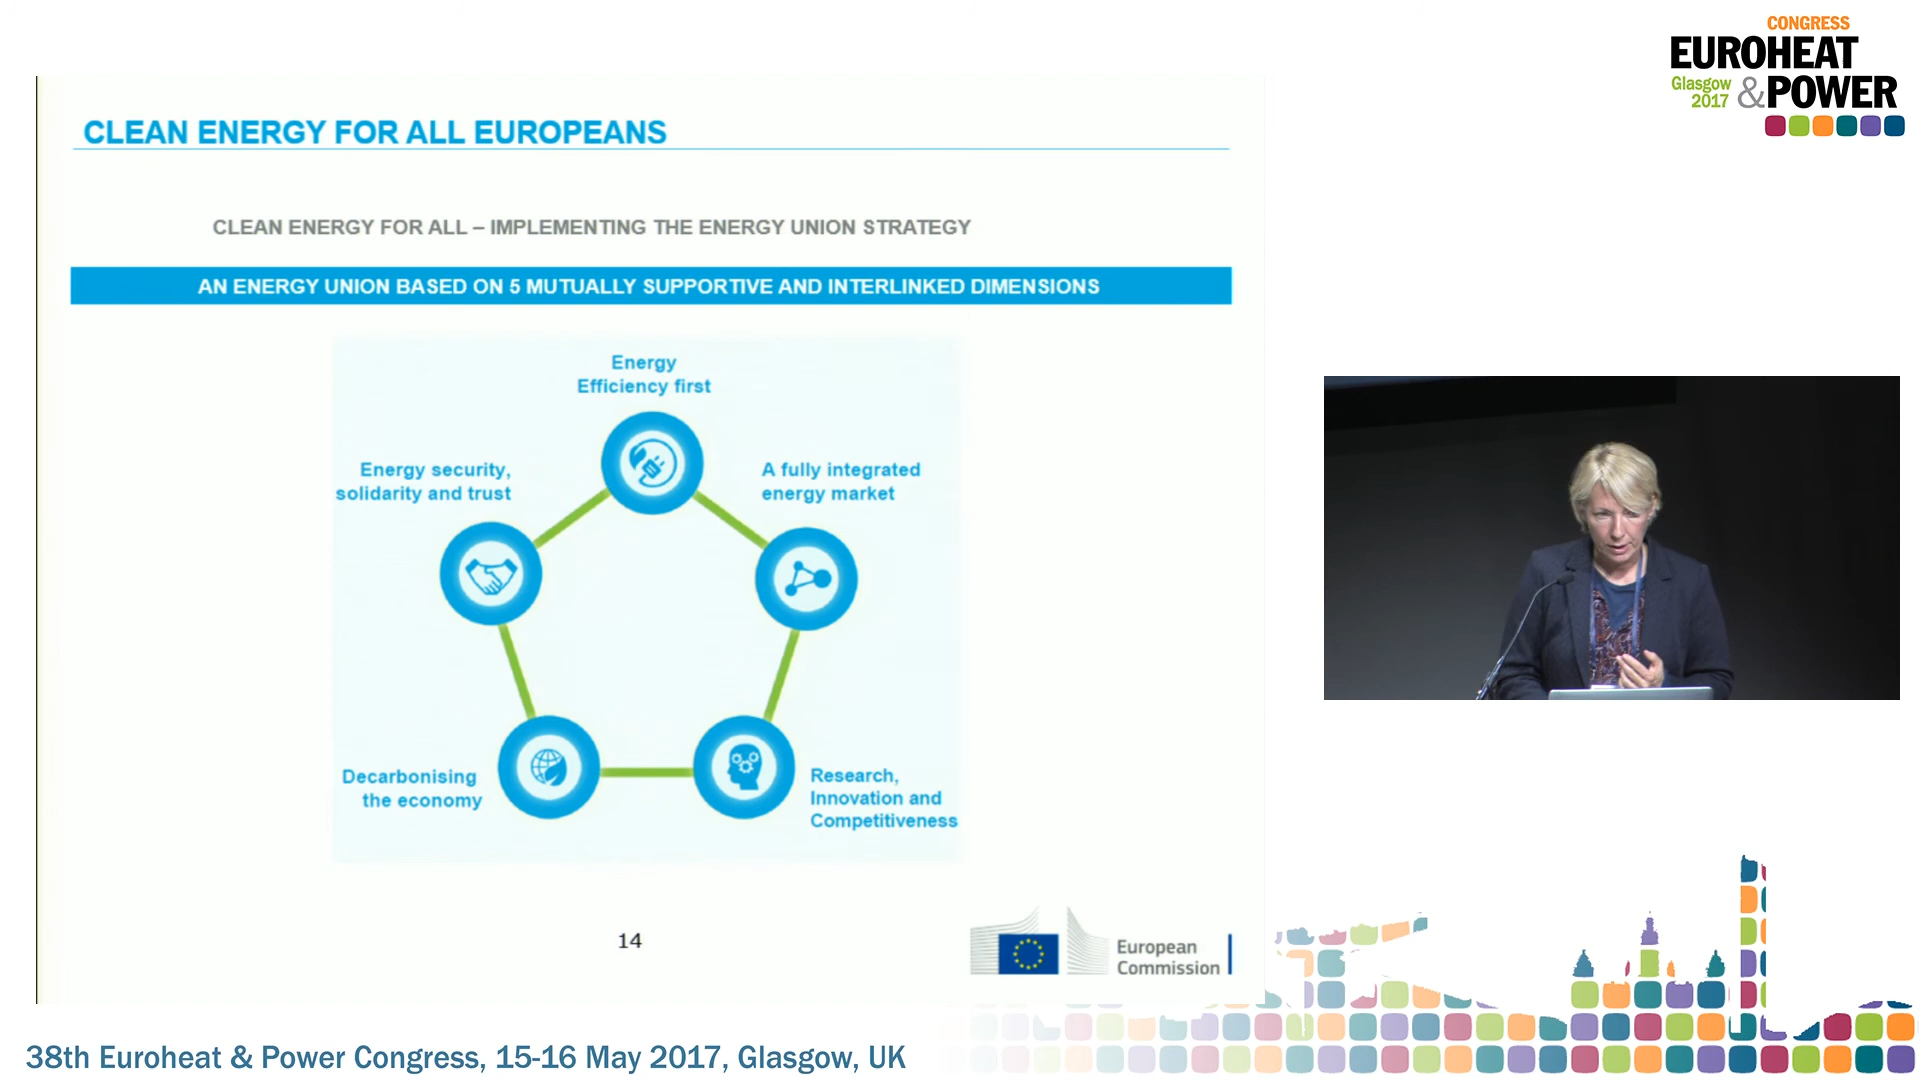 CONGRESS
EUROHEAT
Glasgow
2017
&POWER
CLEAN ENERGY FOR ALL EUROPEANS
CLEAN ENERGY FOR ALL – IMPLEMENTING THE ENERGY UNION STRATEGY
AN ENERGY UNION BASED ON 5 MUTUALLY SUPPORTIVE AND INTERLINKED DIMENSIONS
Energy
Efficiency first
Energy security,
solidarity and trust
A fully integrated
energy market
Decarbonising
the economy
Research,
Innovation and
Competitiveness
14
European
Commission
38th Euroheat & Power Congress, 15-16 May 2017, Glasgow, UK